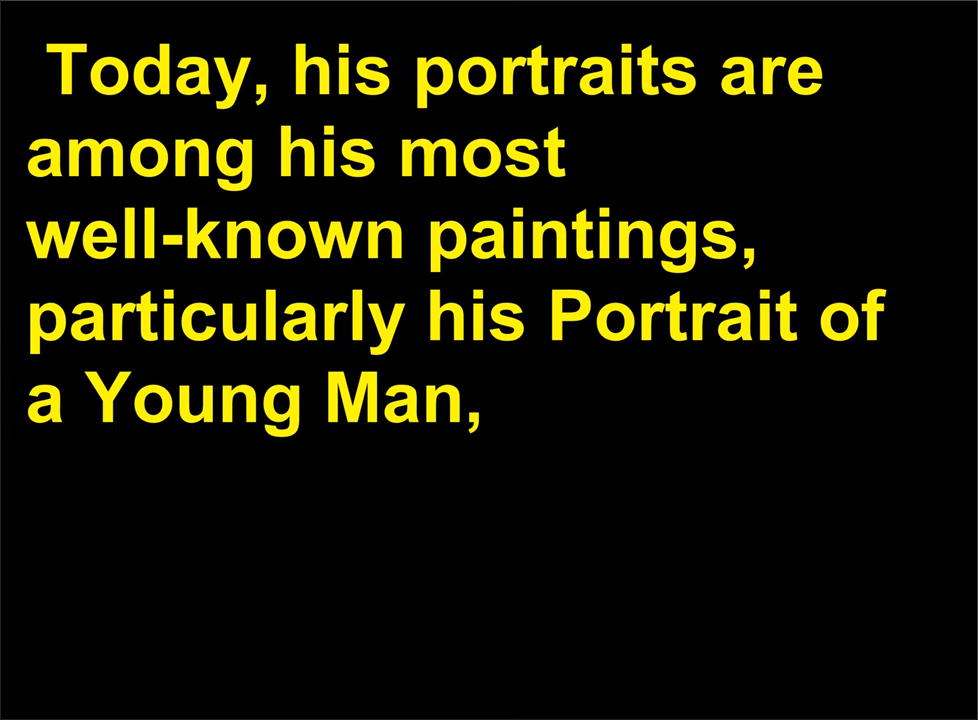 Today, his portraits are
among his most
well-known paintings,
particularly his Portrait of
a Young Man,